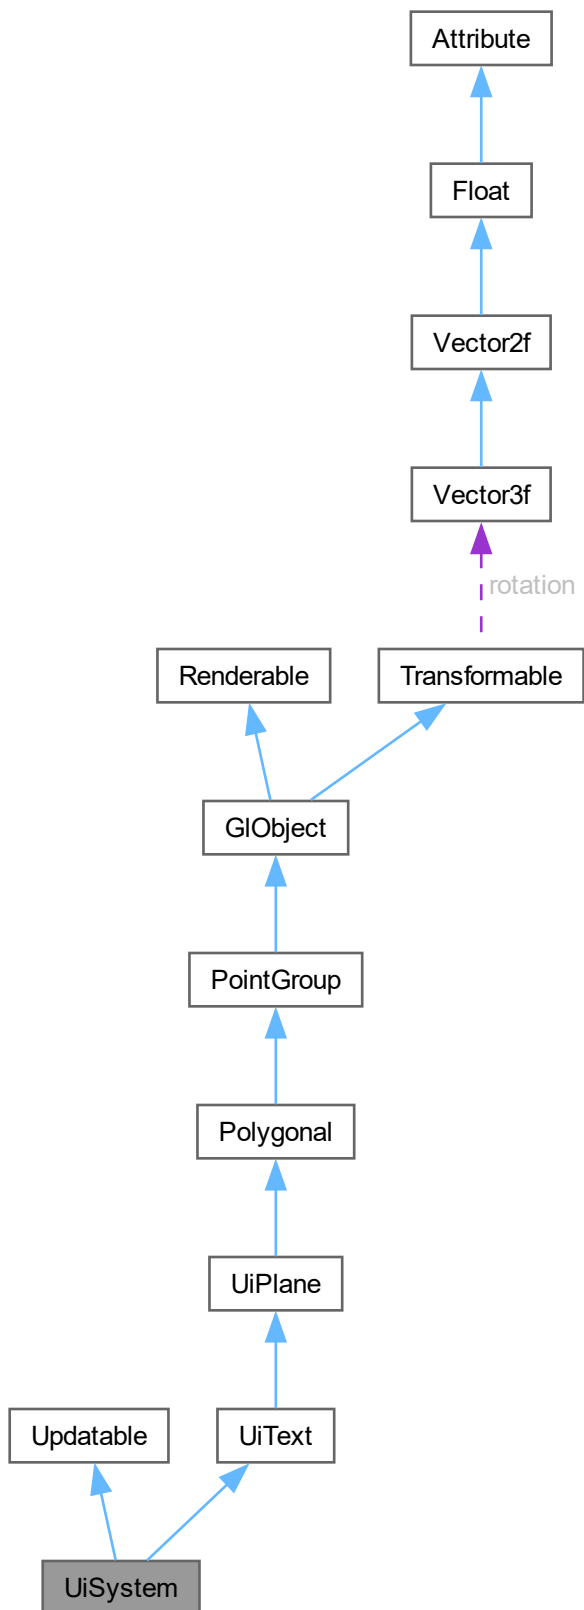 Attribute
Float
Vector2f
Vector3f
rotation
Renderable
Transformable
GlObject
PointGroup
Polygonal
UiPlane
Updatable
UiText
UiSystem